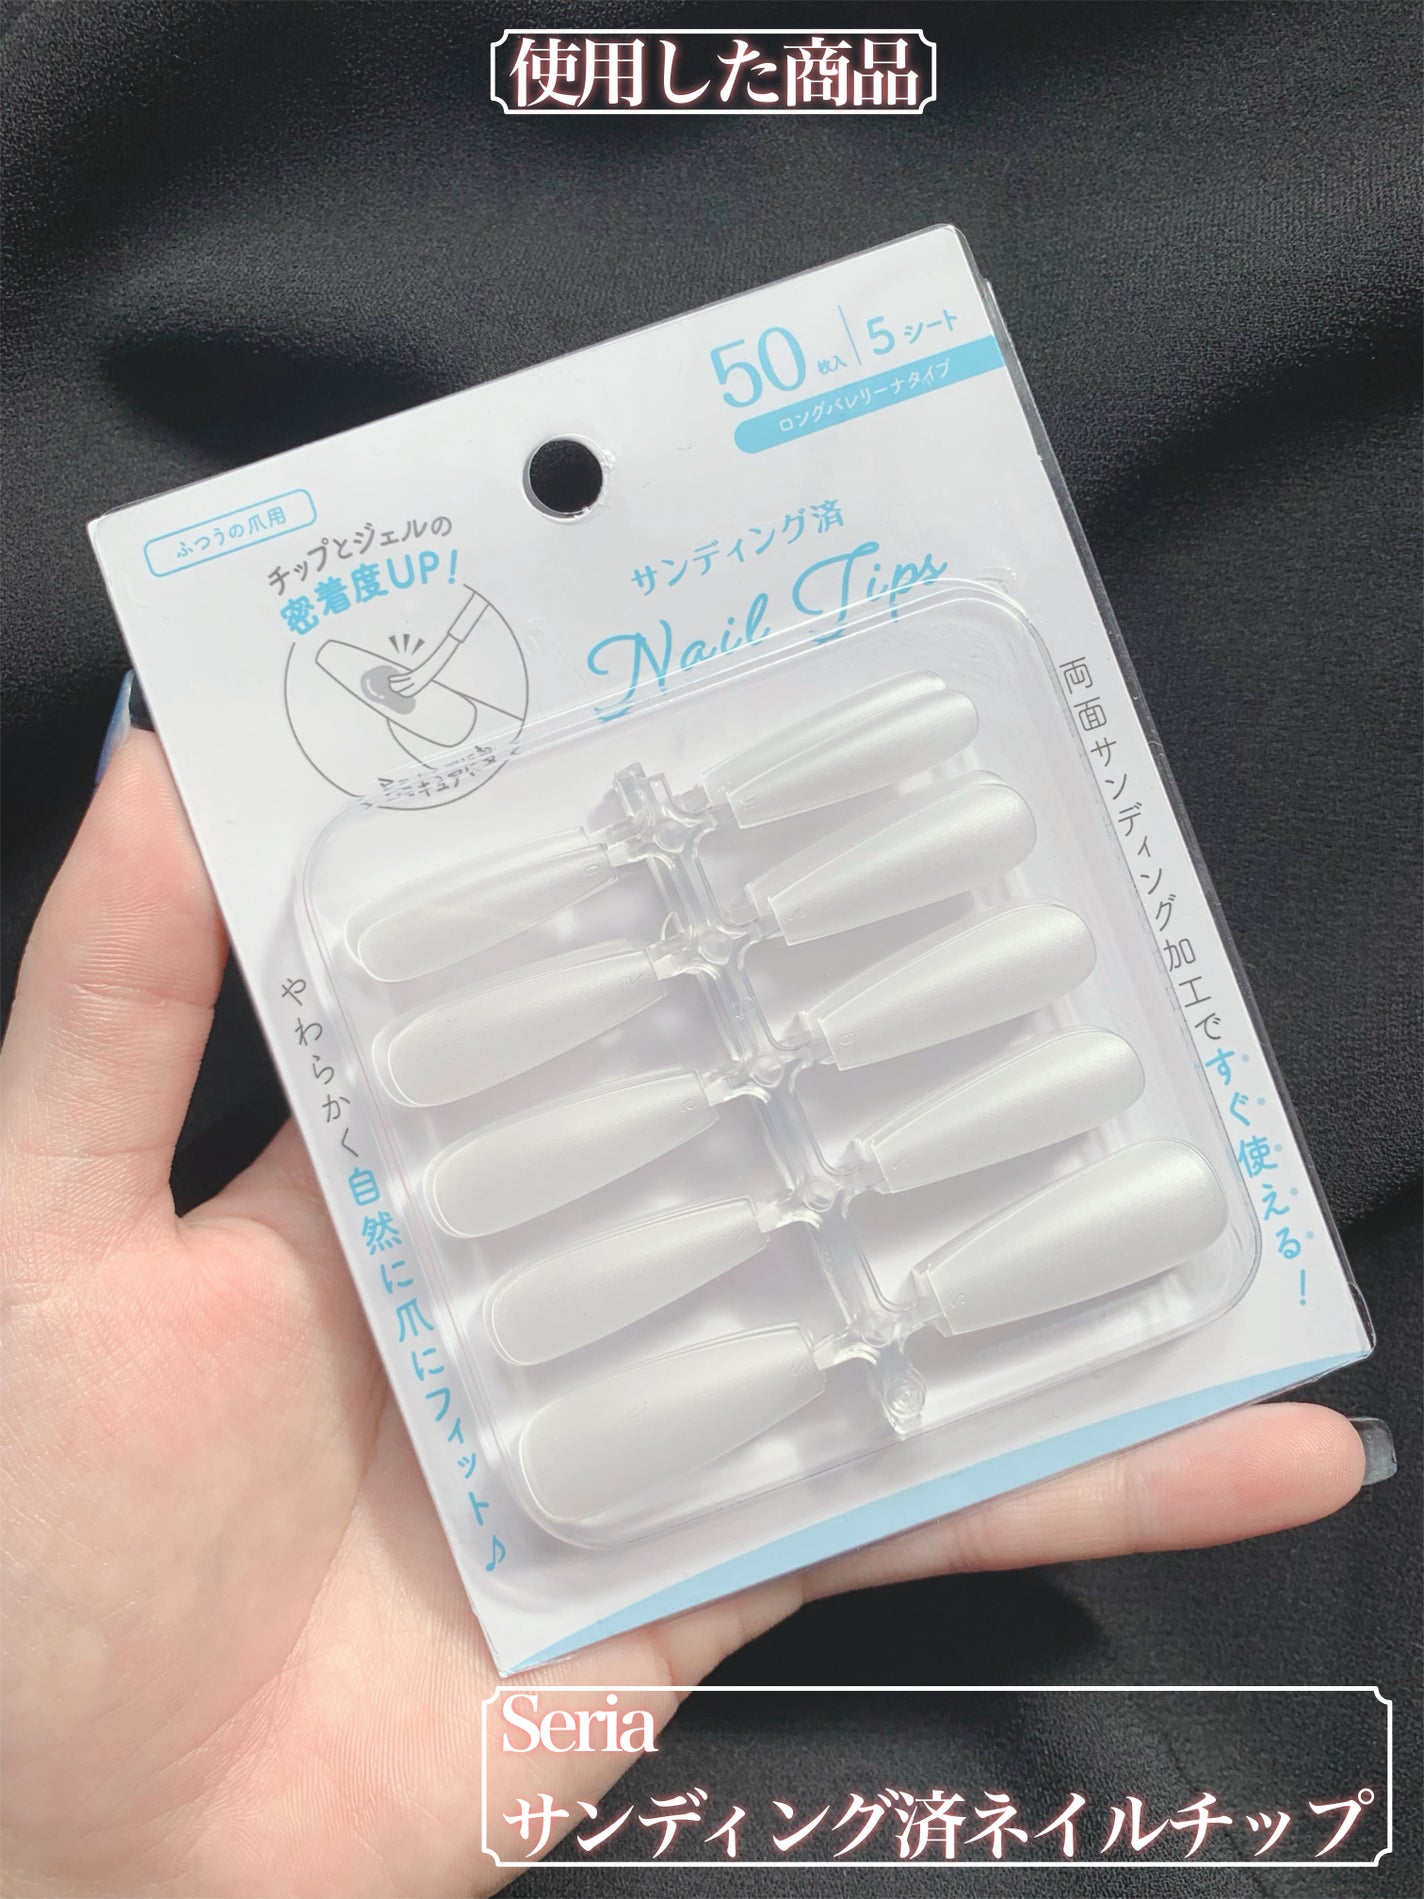 使用した商品
50枚入 5シート
ロングバレリーナタイプ
ふつうの爪用
チップとジェルの
密着度UP!
サンディング済
Nail Tips
両面サンディング加工ですぐ使える!
やわらかく自然に爪にフィット♪
Seria
サンディング済ネイルチップ